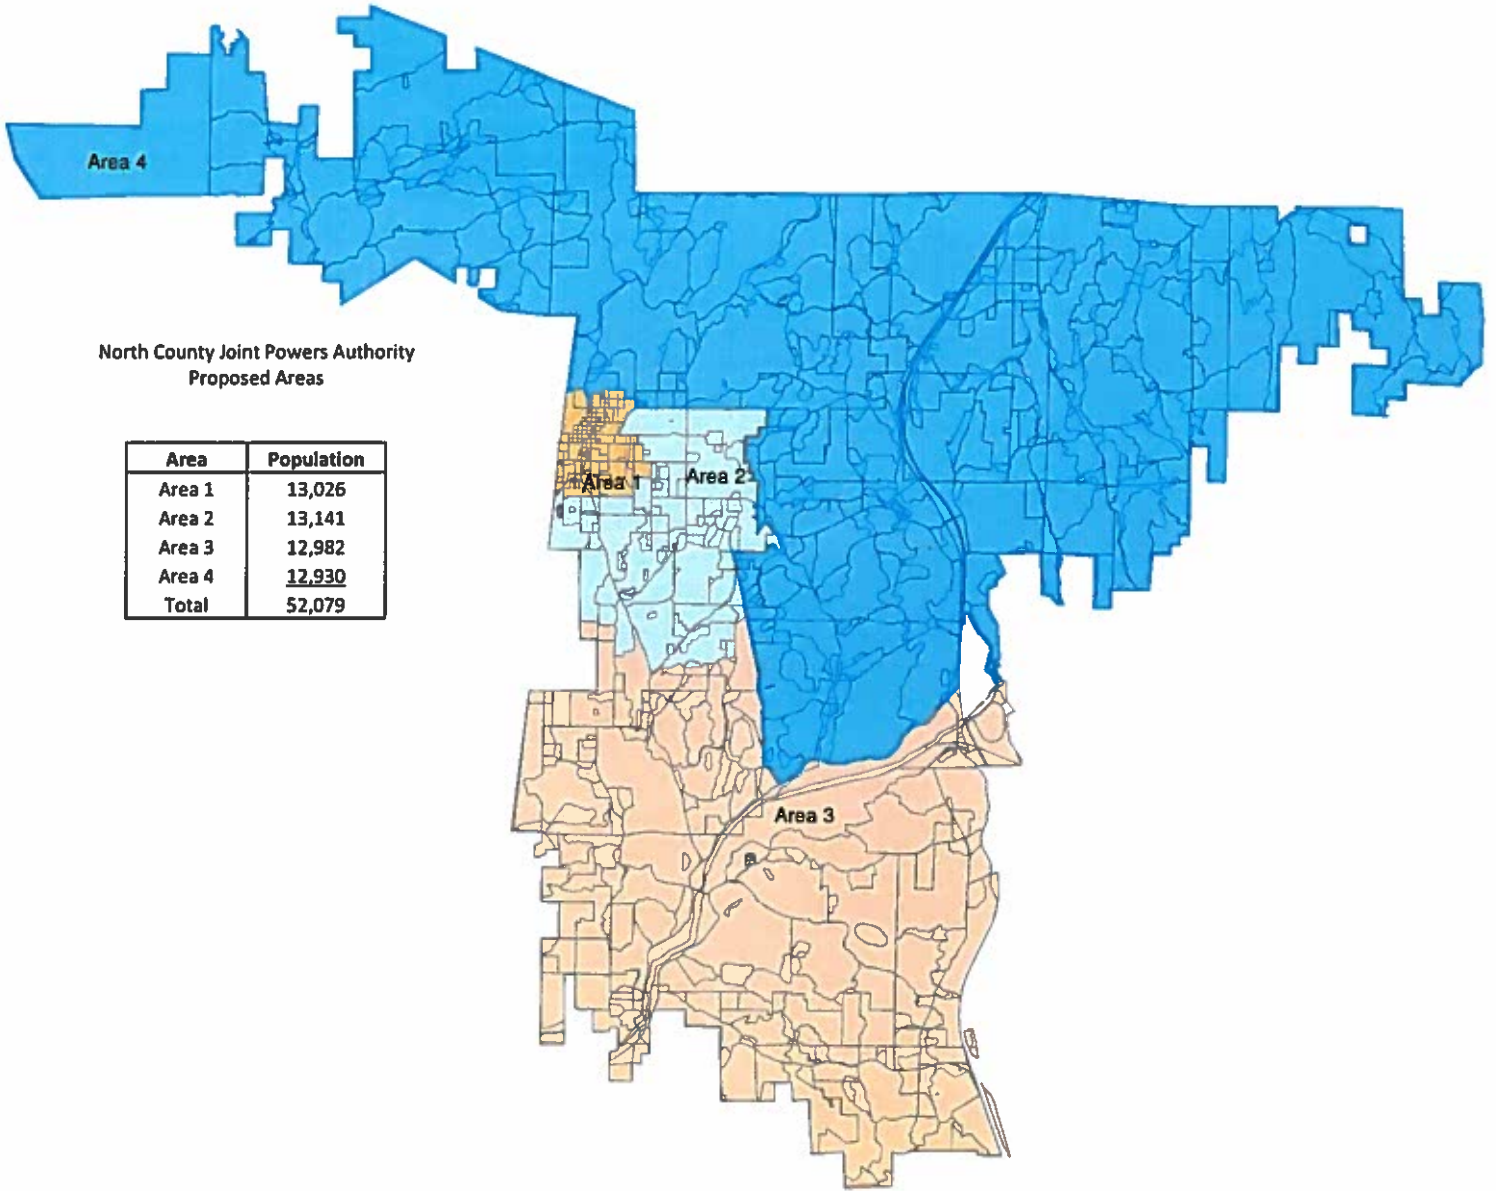 Area 4
North County Joint Powers Authority
Proposed Areas
Area Population
Area 1 13,026
Area 2 13,141
Area 3 12,982
Area 4 12,930
Total 52,079
Area 1
Area 2
Area 3